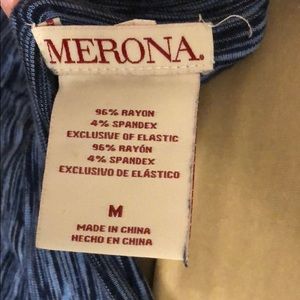 MERONA.
96% RAYON
4% SPANDEX
EXCLUSIVE OF ELASTIC
96% RAYÓN
4% SPANDEX
EXCLUSIVO DE ELÁSTICO
M
MADE IN CHINA
HECHO EN CHINA